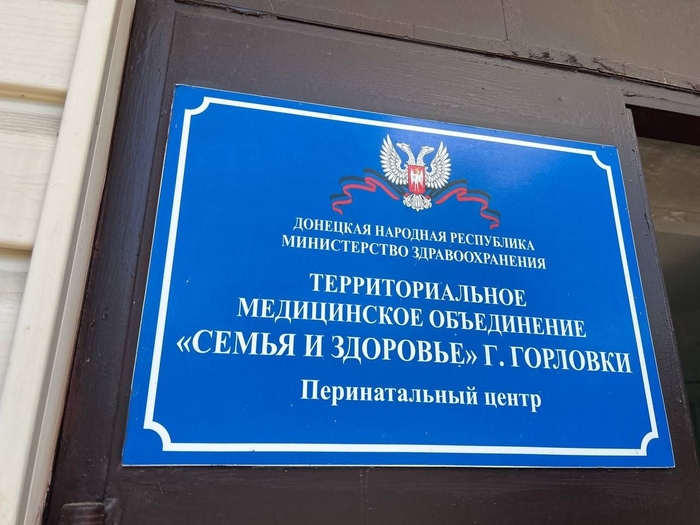 ДОНЕЦКАЯ НАРОДНАЯ РЕСПУБЛИКА
МИНИСТЕРСТВО ЗДРАВООХРАНЕНИЯ
ТЕРРИТОРИАЛЬНОЕ
МЕДИЦИНСКОЕ ОБЪЕДИНЕНИЕ
«СЕМЬЯ И ЗДОРОВЬЕ» Г. ГОРЛОВКИ
Перинатальный центр